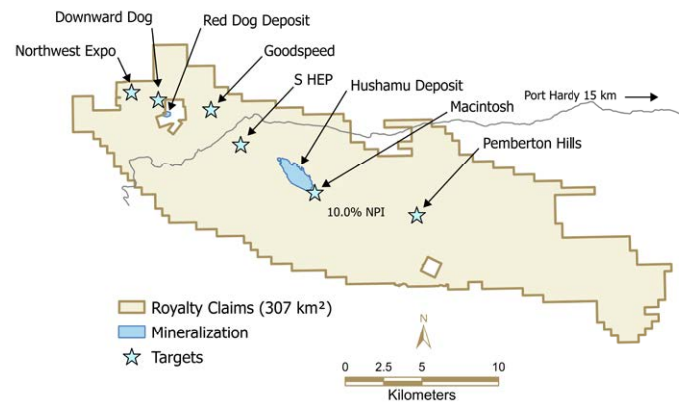 Downward Dog
Red Dog Deposit
Northwest Expo
Goodspeed
S HEP
Hushamu Deposit
Macintosh
Port Hardy 15 km
Pemberton Hills
10.0% NPI
Royalty Claims (307 km²)
Mineralization
Targets
N
0 2.5 5 10
Kilometers